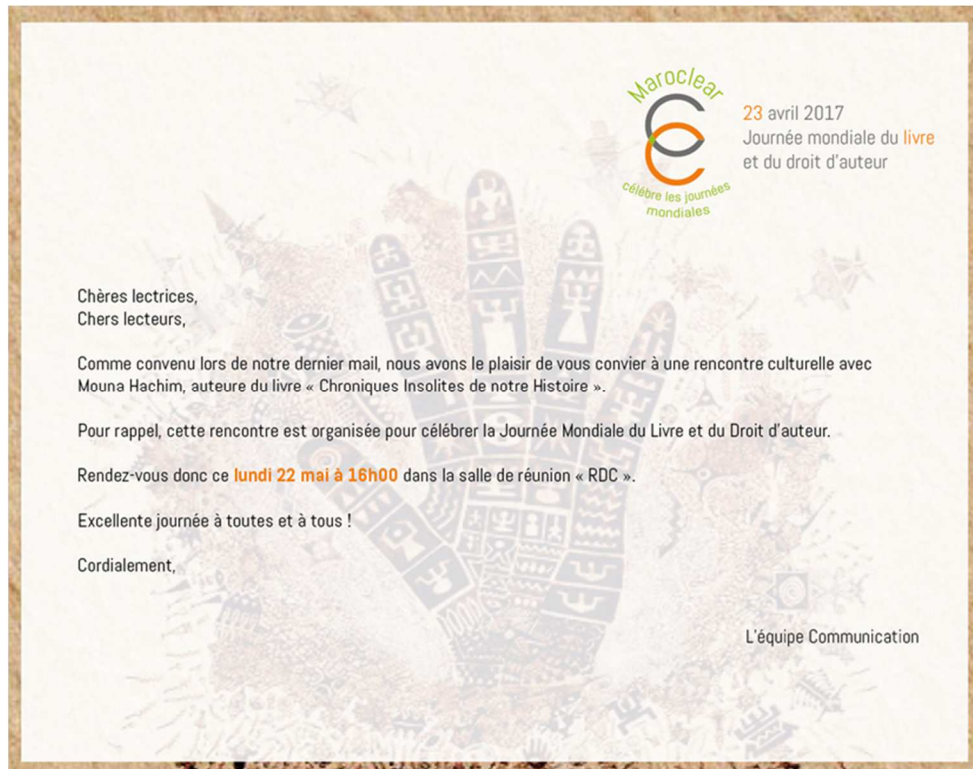 Maroclear
célèbre les journées
mondiales
23 avril 2017
Journée mondiale du livre
et du droit d'auteur
Chères lectrices,
Chers lecteurs,
Comme convenu lors de notre dernier mail, nous avons le plaisir de vous convier à une rencontre culturelle avec
Mouna Hachim, auteure du livre « Chroniques Insolites de notre Histoire ».
Pour rappel, cette rencontre est organisée pour célébrer la Journée Mondiale du Livre et du Droit d'auteur.
Rendez-vous donc ce lundi 22 mai à 16h00 dans la salle de réunion « RDC ».
Excellente journée à toutes et à tous !
Cordialement,
L'équipe Communication